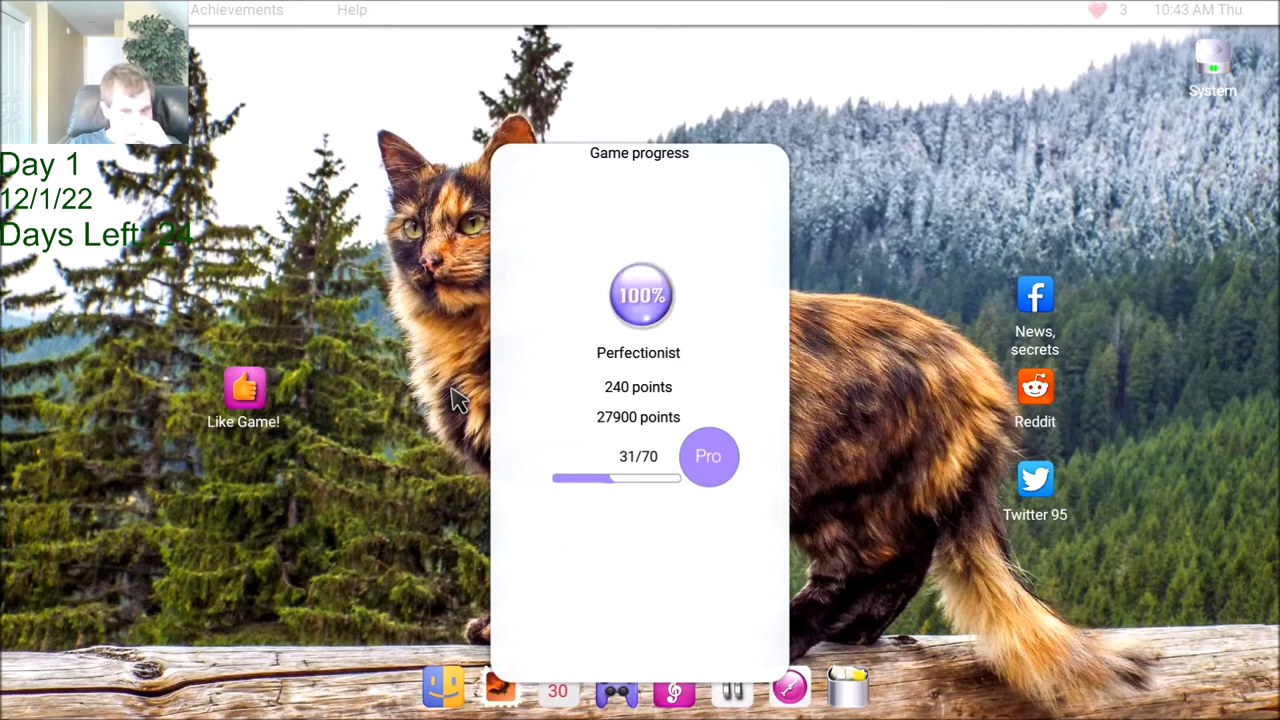 Achievements
Help
3
10:43 AM Thu
System
Day 1
12/1/22
Days Left: 24
Game progress
100%
Perfectionist
240 points
27900 points
31/70
Pro
Like Game!
News,
secrets
Reddit
Twitter 95
30